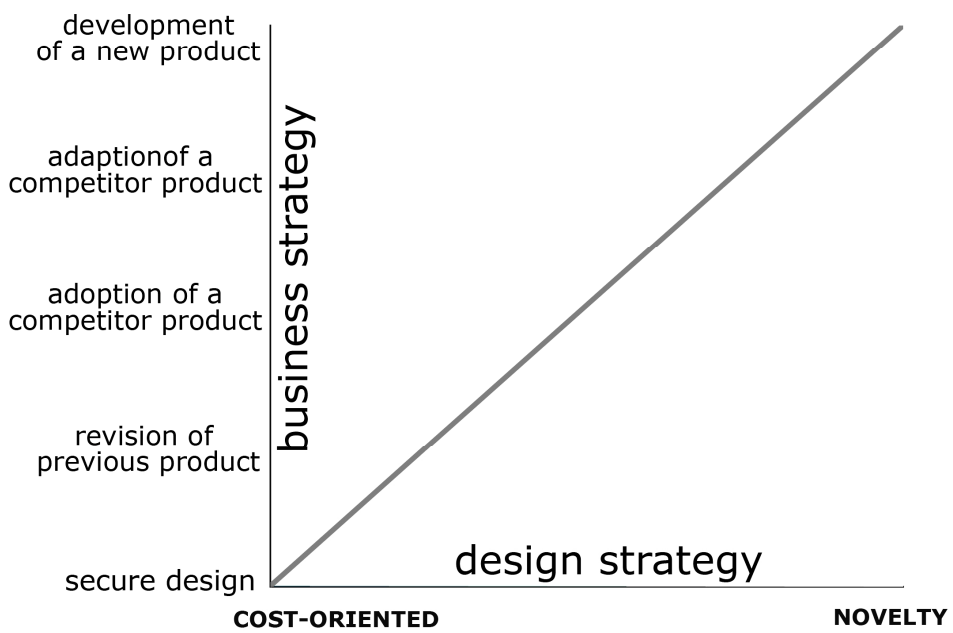 development
of a new product
adaptionof a
competitor product
adoption of a
competitor product
revision of
previous product
secure design
business strategy
design strategy
COST-ORIENTED
NOVELTY